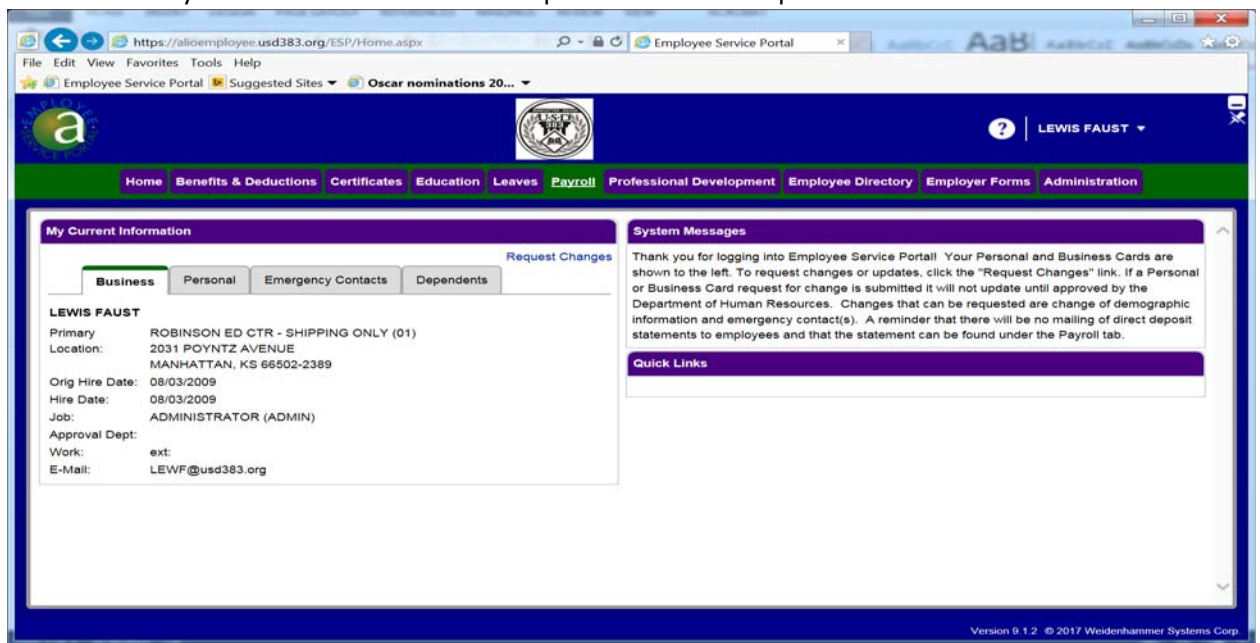 https://alioemployee.usd383.org/ESP/Home.aspx
Employee Service Portal
AaB
File Edit View Favorites Tools Help
Employee Service Portal Suggested Sites Oscar nominations 20...
EMPLOYEE
a
SERVICE PORTAL
USD
383
? LEWIS FAUST
Home Benefits & Deductions Certificates Education Leaves Payroll Professional Development Employee Directory Employer Forms Administration
My Current Information
Request Changes
Business Personal Emergency Contacts Dependents
LEWIS FAUST
Primary Location: ROBINSON ED CTR - SHIPPING ONLY (01)
2031 POYNTZ AVENUE
MANHATTAN, KS 66502-2389
Orig Hire Date: 08/03/2009
Hire Date: 08/03/2009
Job: ADMINISTRATOR (ADMIN)
Approval Dept:
Work: ext:
E-Mail: LEWF@usd383.org
System Messages
Thank you for logging into Employee Service Portal! Your Personal and Business Cards are
shown to the left. To request changes or updates, click the "Request Changes" link. If a Personal
or Business Card request for change is submitted it will not update until approved by the
Department of Human Resources. Changes that can be requested are change of demographic
information and emergency contact(s). A reminder that there will be no mailing of direct deposit
statements to employees and that the statement can be found under the Payroll tab.
Quick Links
Version 9.1.2 © 2017 Weidenhammer Systems Corp.